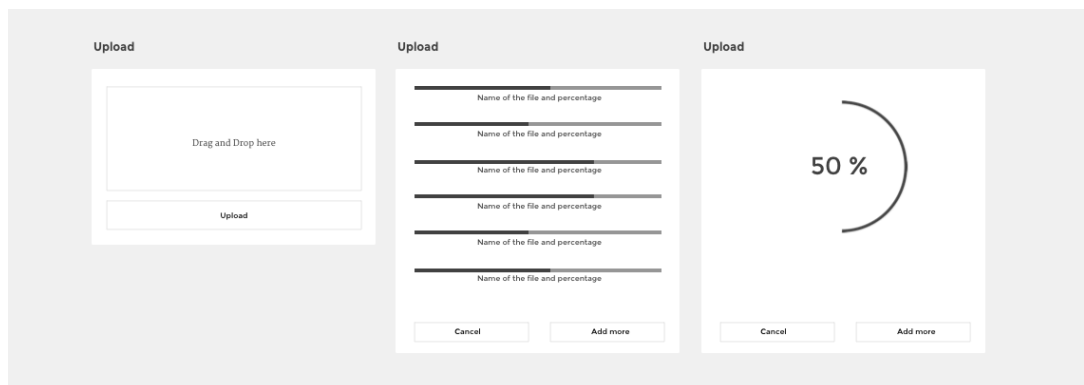 Upload
Drag and Drop here
Upload
Upload
Name of the file and percentage
Name of the file and percentage
Name of the file and percentage
Name of the file and percentage
Name of the file and percentage
Name of the file and percentage
Cancel
Add more
Upload
50 %
Cancel
Add more